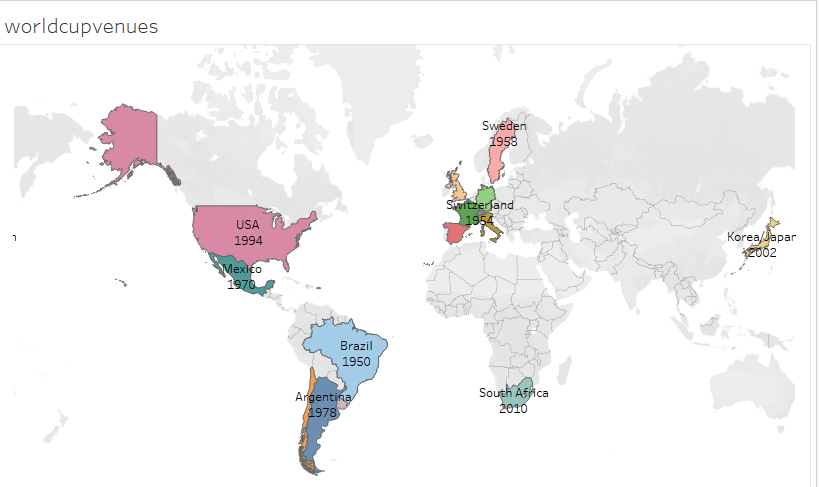 worldcupvenues
Sweden
1958
Switzerland
1954
USA
1994
Korea/Japan
2002
Mexico
1970
Brazil
1950
Argentina
1978
South Africa
2010
n